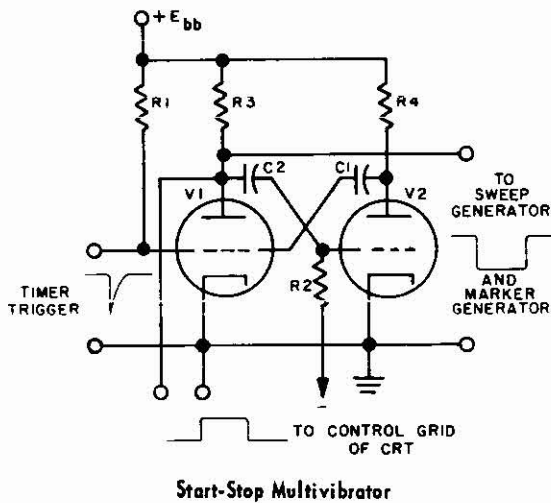 +E bb
R1
R3
R4
C2
C1
V1
V2
TO
SWEEP
GENERATOR
TIMER
TRIGGER
R2
AND
MARKER
GENERATOR
–
TO CONTROL GRID
OF CRT
Start-Stop Multivibrator